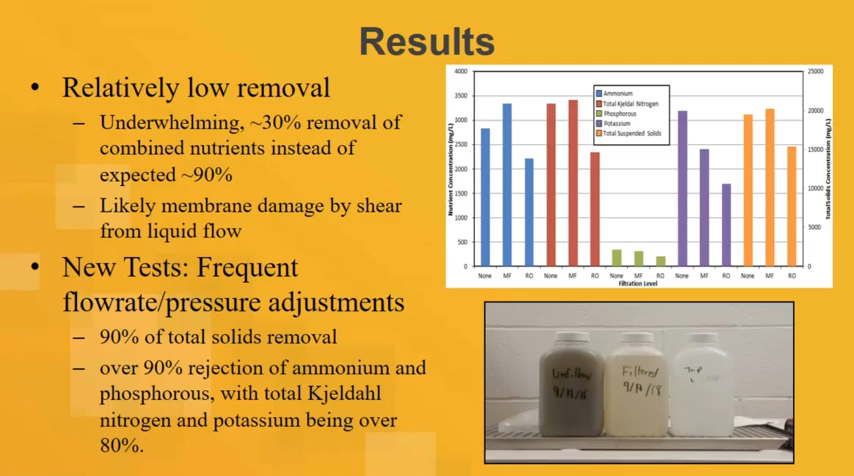 Results
• Relatively low removal
– Underwhelming, ~30% removal of
combined nutrients instead of
expected ~90%
– Likely membrane damage by shear
from liquid flow
• New Tests: Frequent
flowrate/pressure adjustments
– 90% of total solids removal
– over 90% rejection of ammonium and
phosphorous, with total Kjeldahl
nitrogen and potassium being over
80%.
4000
3500
3000
2500
2000
1500
1000
500
0
Nutrient Concentration (mg/L)
Ammonium
Total Kjeldal Nitrogen
Phosphorous
Potassium
Total Suspended Solids
25000
20000
15000
10000
5000
0
Total Solids Concentration (mg/L)
None MF RO None MF RO None MF RO None MF RO None MF RO
Filtration Level
Filtered
9/19/18